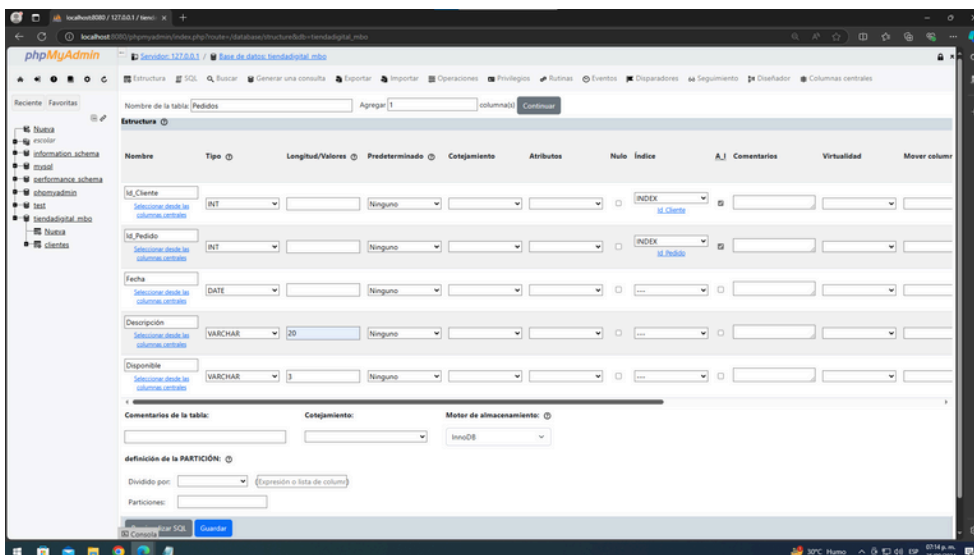 localhost:8080 / 127.0.0.1 / tiend
localhost:8080/phpmyadmin/index.php?route=/database/structure&db=tiendadigital_mbo
phpMyAdmin
Servidor: 127.0.0.1 / Base de datos: tiendadigital_mbo
Estructura SQL Buscar Generar una consulta Exportar Importar Operaciones Privilegios Rutinas Eventos Disparadores Seguimiento Diseñador Columnas centrales
Reciente Favoritas
Nueva
escolar
information_schema
mysql
performance_schema
phpmyadmin
test
tiendadigital_mbo
Nueva
clientes
Nombre de la tabla: Pedidos Agregar 1 columna(s) Continuar
Estructura
Nombre Tipo Longitud/Valores Predeterminado Cotejamiento Atributos Nulo Índice A_I Comentarios Virtualidad Mover column
Id_Cliente INT Ninguno INDEX
Seleccionar desde las columnas centrales
Id_Cliente
Id_Pedido INT Ninguno INDEX
Seleccionar desde las columnas centrales
Id_Pedido
Fecha DATE Ninguno ---
Seleccionar desde las columnas centrales
Descripción VARCHAR 20 Ninguno ---
Seleccionar desde las columnas centrales
Disponible VARCHAR 3 Ninguno ---
Seleccionar desde las columnas centrales
Comentarios de la tabla: Cotejamiento: Motor de almacenamiento:
InnoDB
definición de la PARTICIÓN:
Dividido por: (Expresión o lista de column)
Particiones:
SQL Guardar
Consola
30°C Humo ESP 07:14 p. m.